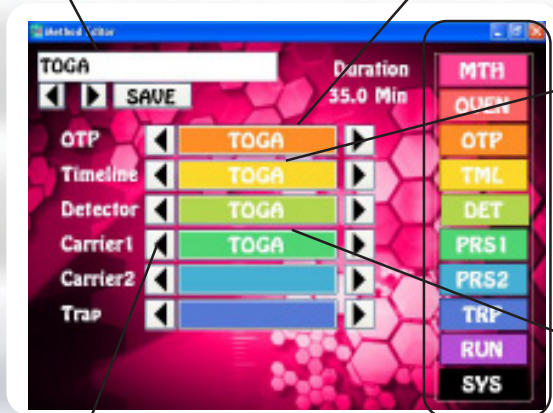 Method Editor
TOGA
Duration
SAVE
35.0 Min
OTP TOGA
Timeline TOGA
Detector TOGA
Carrier1 TOGA
Carrier2
Trap
MTH
OVEN
OTP
TML
DET
PRS1
PRS2
TRP
RUN
SYS